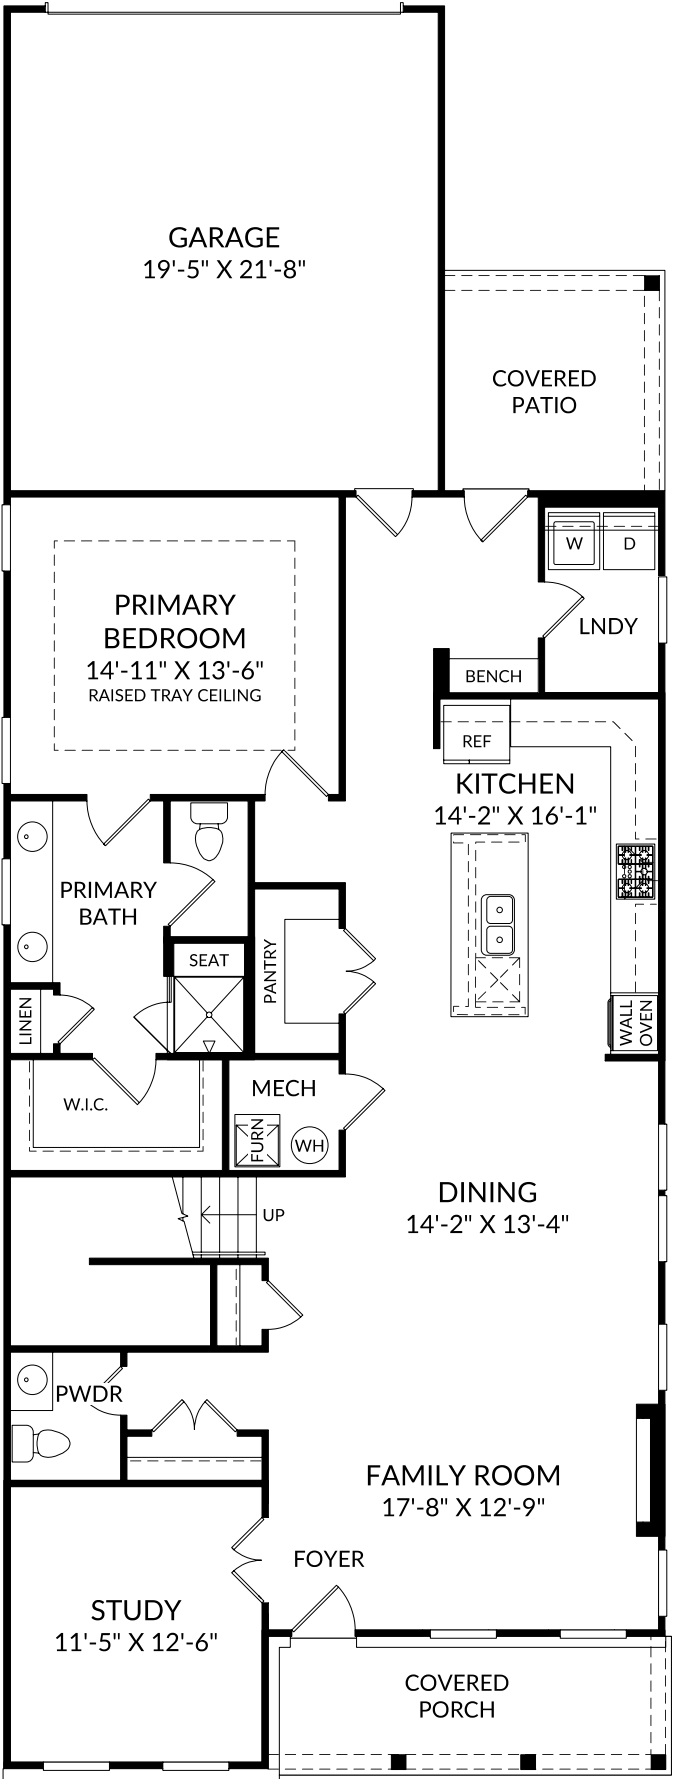 GARAGE
19'-5" X 21'-8"
COVERED
PATIO
W
D
LNDY
PRIMARY
BEDROOM
14'-11" X 13'-6"
RAISED TRAY CEILING
BENCH
REF
KITCHEN
14'-2" X 16'-1"
PRIMARY
BATH
SEAT
PANTRY
LINEN
WALL
OVEN
W.I.C.
MECH
FURN
WH
DINING
14'-2" X 13'-4"
UP
PWDR
FAMILY ROOM
17'-8" X 12'-9"
FOYER
STUDY
11'-5" X 12'-6"
COVERED
PORCH